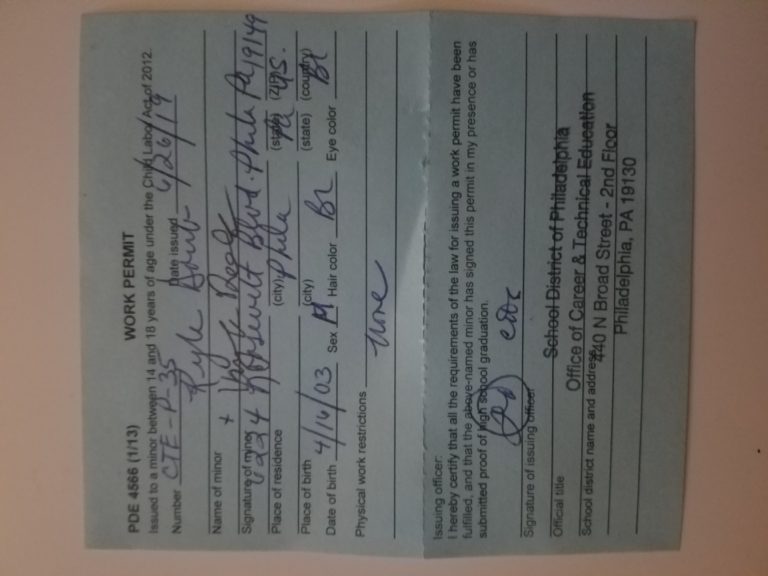 PDE 4566 (1/13)
WORK PERMIT
Issued to a minor between 14 and 18 years of age under the Child Labor Act of 2012.
Number CTE-P-35 Date issued 6/26/19
Name of minor Kyle
Signature of minor
Roosevelt Blvd. Phila Pa 19149
Place of residence (city) (state) (ZIP)
Phila Pa US.
Place of birth (city) (state) (country)
Date of birth 4/16/03 Sex M Hair color Br Eye color Br
Physical work restrictions none
Issuing officer:
I hereby certify that all the requirements of the law for issuing a work permit have been
fulfilled, and that the above-named minor has signed this permit in my presence or has
submitted proof of high school graduation.
Signature of issuing officer
School District of Philadelphia
Official title
Office of Career & Technical Education
School district name and address
440 N Broad Street - 2nd Floor
Philadelphia, PA 19130